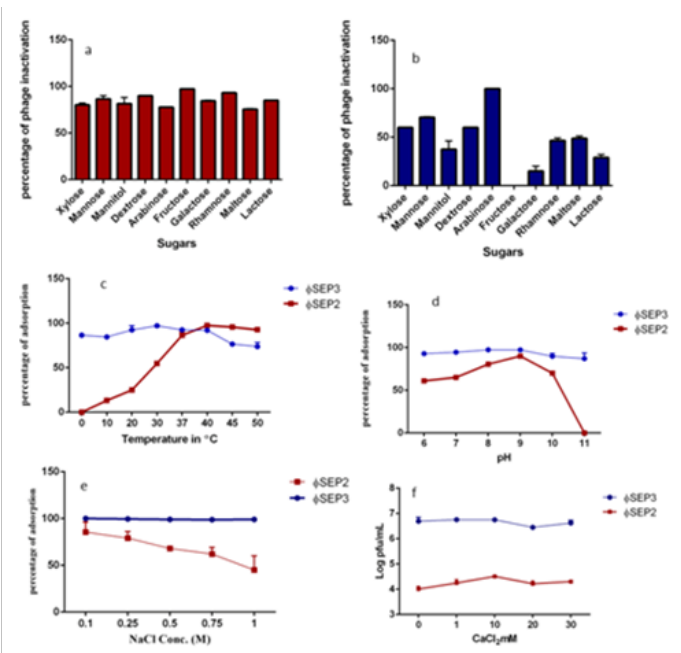 a
percentage of phage inactivation
150
100
50
0
Xylose
Mannose
Mannitol
Dextrose
Arabinose
Fructose
Galactose
Rhamnose
Maltose
Lactose
Sugars
b
percentage of phage inactivation
150
100
50
0
Xylose
Mannose
Mannitol
Dextrose
Arabinose
Fructose
Galactose
Rhamnose
Maltose
Lactose
Sugars
c
percentage of adsorption
150
100
50
0
0 10 20 30 37 40 45 50
Temperature in °C
ϕSEP3
ϕSEP2
d
percentage of adsorption
150
100
50
0
6 7 8 9 10 11
pH
ϕSEP3
ϕSEP2
e
percentage of adsorption
150
100
50
0
0.1 0.25 0.5 0.75 1
NaCl Conc. (M)
ϕSEP2
ϕSEP3
f
Log pfu/mL
8
7
6
5
4
3
0 1 10 20 30
CaCl₂mM
ϕSEP3
ϕSEP2